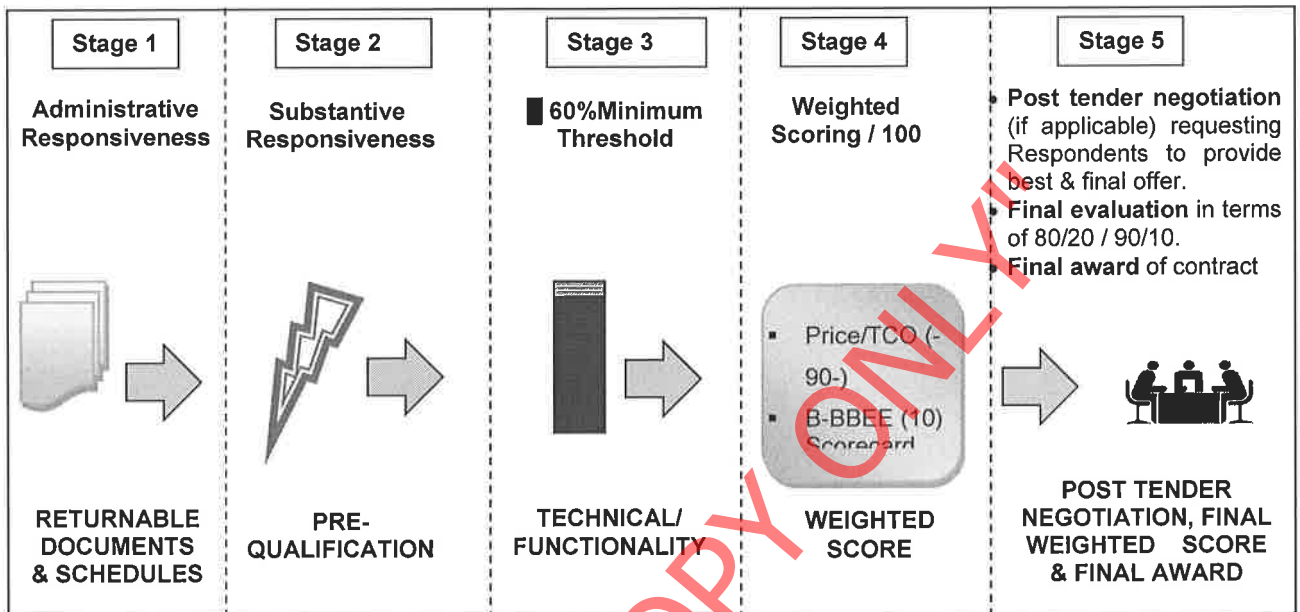 Stage 1
Administrative
Responsiveness
RETURNABLE
DOCUMENTS
& SCHEDULES
Stage 2
Substantive
Responsiveness
PRE-
QUALIFICATION
Stage 3
60%Minimum
Threshold
TECHNICAL/
FUNCTIONALITY
Stage 4
Weighted
Scoring / 100
▪ Price/TCO (-
90-)
▪ B-BBEE (10)
Scorecard
WEIGHTED
SCORE
Stage 5
• Post tender negotiation
(if applicable) requesting
Respondents to provide
best & final offer.
• Final evaluation in terms
of 80/20 / 90/10.
• Final award of contract
POST TENDER
NEGOTIATION, FINAL
WEIGHTED SCORE
& FINAL AWARD
OPY ONLY"